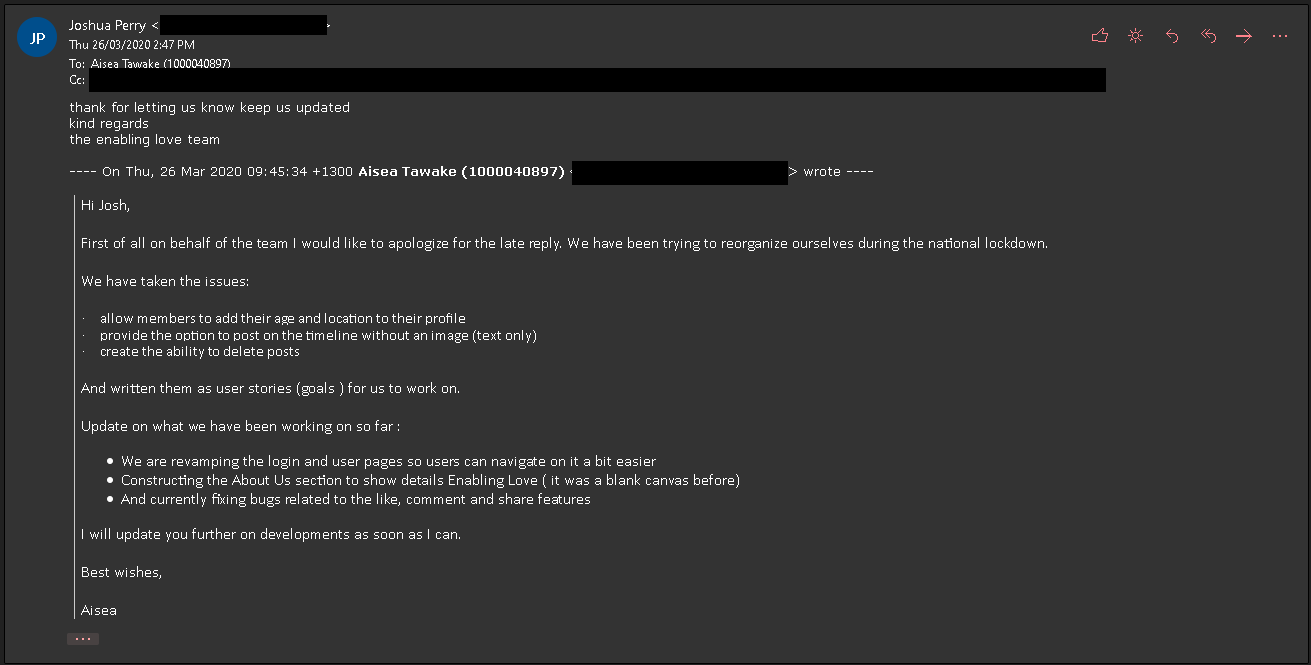 JP
Joshua Perry < >
Thu 26/03/2020 2:47 PM
To: Aisea Tawake (1000040897)
Cc:
thank for letting us know keep us updated
kind regards
the enabling love team
---- On Thu, 26 Mar 2020 09:45:34 +1300 Aisea Tawake (1000040897) < > wrote ----
Hi Josh,
First of all on behalf of the team I would like to apologize for the late reply. We have been trying to reorganize ourselves during the national lockdown.
We have taken the issues:
· allow members to add their age and location to their profile
· provide the option to post on the timeline without an image (text only)
· create the ability to delete posts
And written them as user stories (goals ) for us to work on.
Update on what we have been working on so far :
• We are revamping the login and user pages so users can navigate on it a bit easier
• Constructing the About Us section to show details Enabling Love ( it was a blank canvas before)
• And currently fixing bugs related to the like, comment and share features
I will update you further on developments as soon as I can.
Best wishes,
Aisea